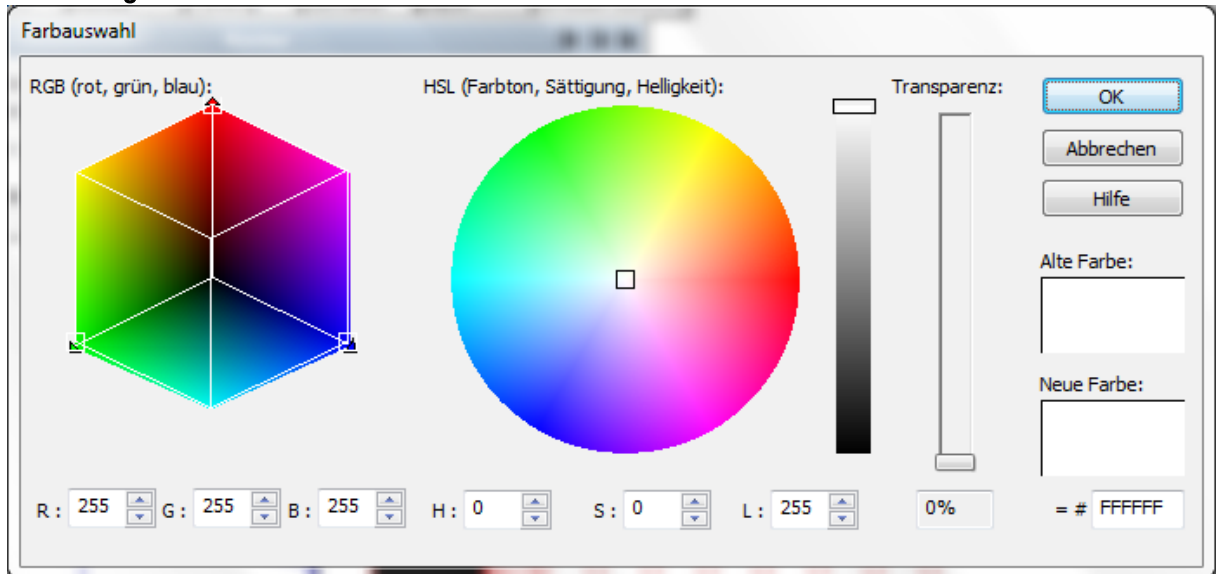 Farbauswahl
RGB (rot, grün, blau):
HSL (Farbton, Sättigung, Helligkeit):
Transparenz:
OK
Abbrechen
Hilfe
Alte Farbe:
Neue Farbe:
R : 255 G : 255 B : 255 H : 0 S : 0 L : 255 0% = # FFFFFF